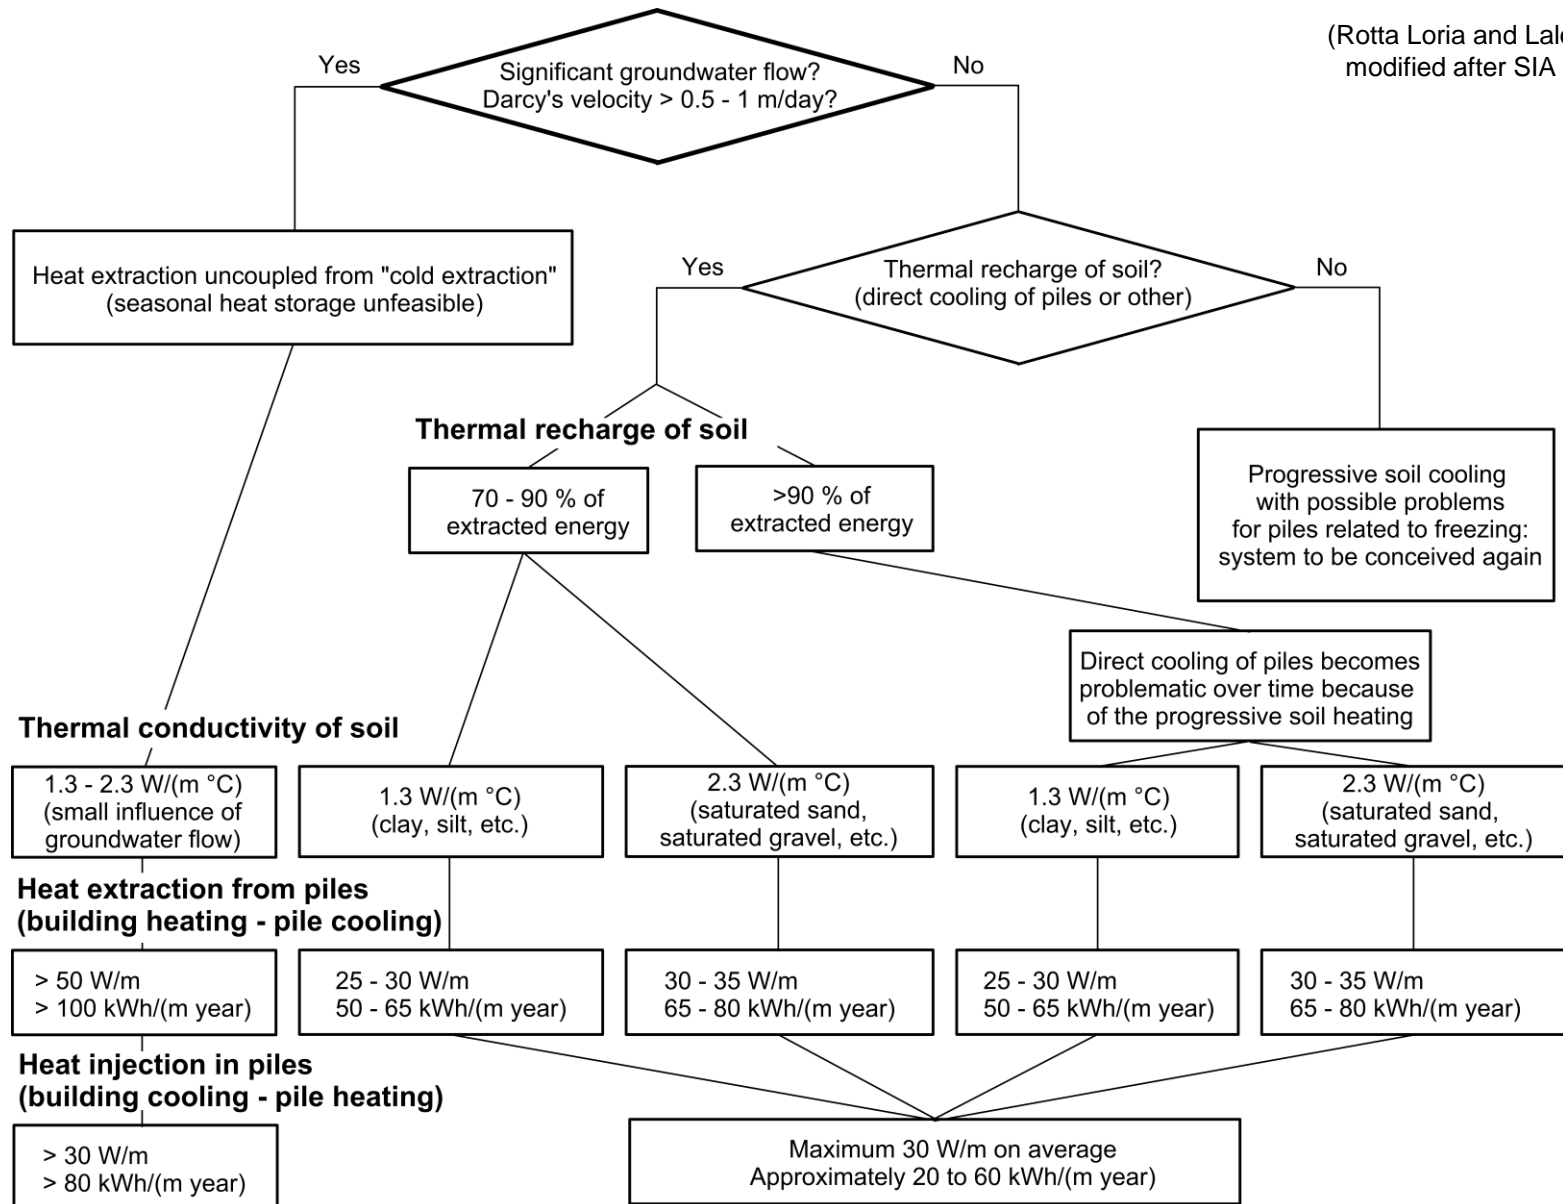 (Rotta Loria and
modified after SIA
Significant groundwater flow?
Darcy's velocity > 0.5 - 1 m/day?
Yes
No
Heat extraction uncoupled from "cold extraction"
(seasonal heat storage unfeasible)
Thermal recharge of soil?
(direct cooling of piles or other)
Yes
No
Thermal recharge of soil
70 - 90 % of
extracted energy
>90 % of
extracted energy
Progressive soil cooling
with possible problems
for piles related to freezing:
system to be conceived again
Direct cooling of piles becomes
problematic over time because
of the progressive soil heating
Thermal conductivity of soil
1.3 - 2.3 W/(m °C)
(small influence of
groundwater flow)
1.3 W/(m °C)
(clay, silt, etc.)
2.3 W/(m °C)
(saturated sand,
saturated gravel, etc.)
1.3 W/(m °C)
(clay, silt, etc.)
2.3 W/(m °C)
(saturated sand,
saturated gravel, etc.)
Heat extraction from piles
(building heating - pile cooling)
> 50 W/m
> 100 kWh/(m year)
25 - 30 W/m
50 - 65 kWh/(m year)
30 - 35 W/m
65 - 80 kWh/(m year)
25 - 30 W/m
50 - 65 kWh/(m year)
30 - 35 W/m
65 - 80 kWh/(m year)
Heat injection in piles
(building cooling - pile heating)
> 30 W/m
> 80 kWh/(m year)
Maximum 30 W/m on average
Approximately 20 to 60 kWh/(m year)